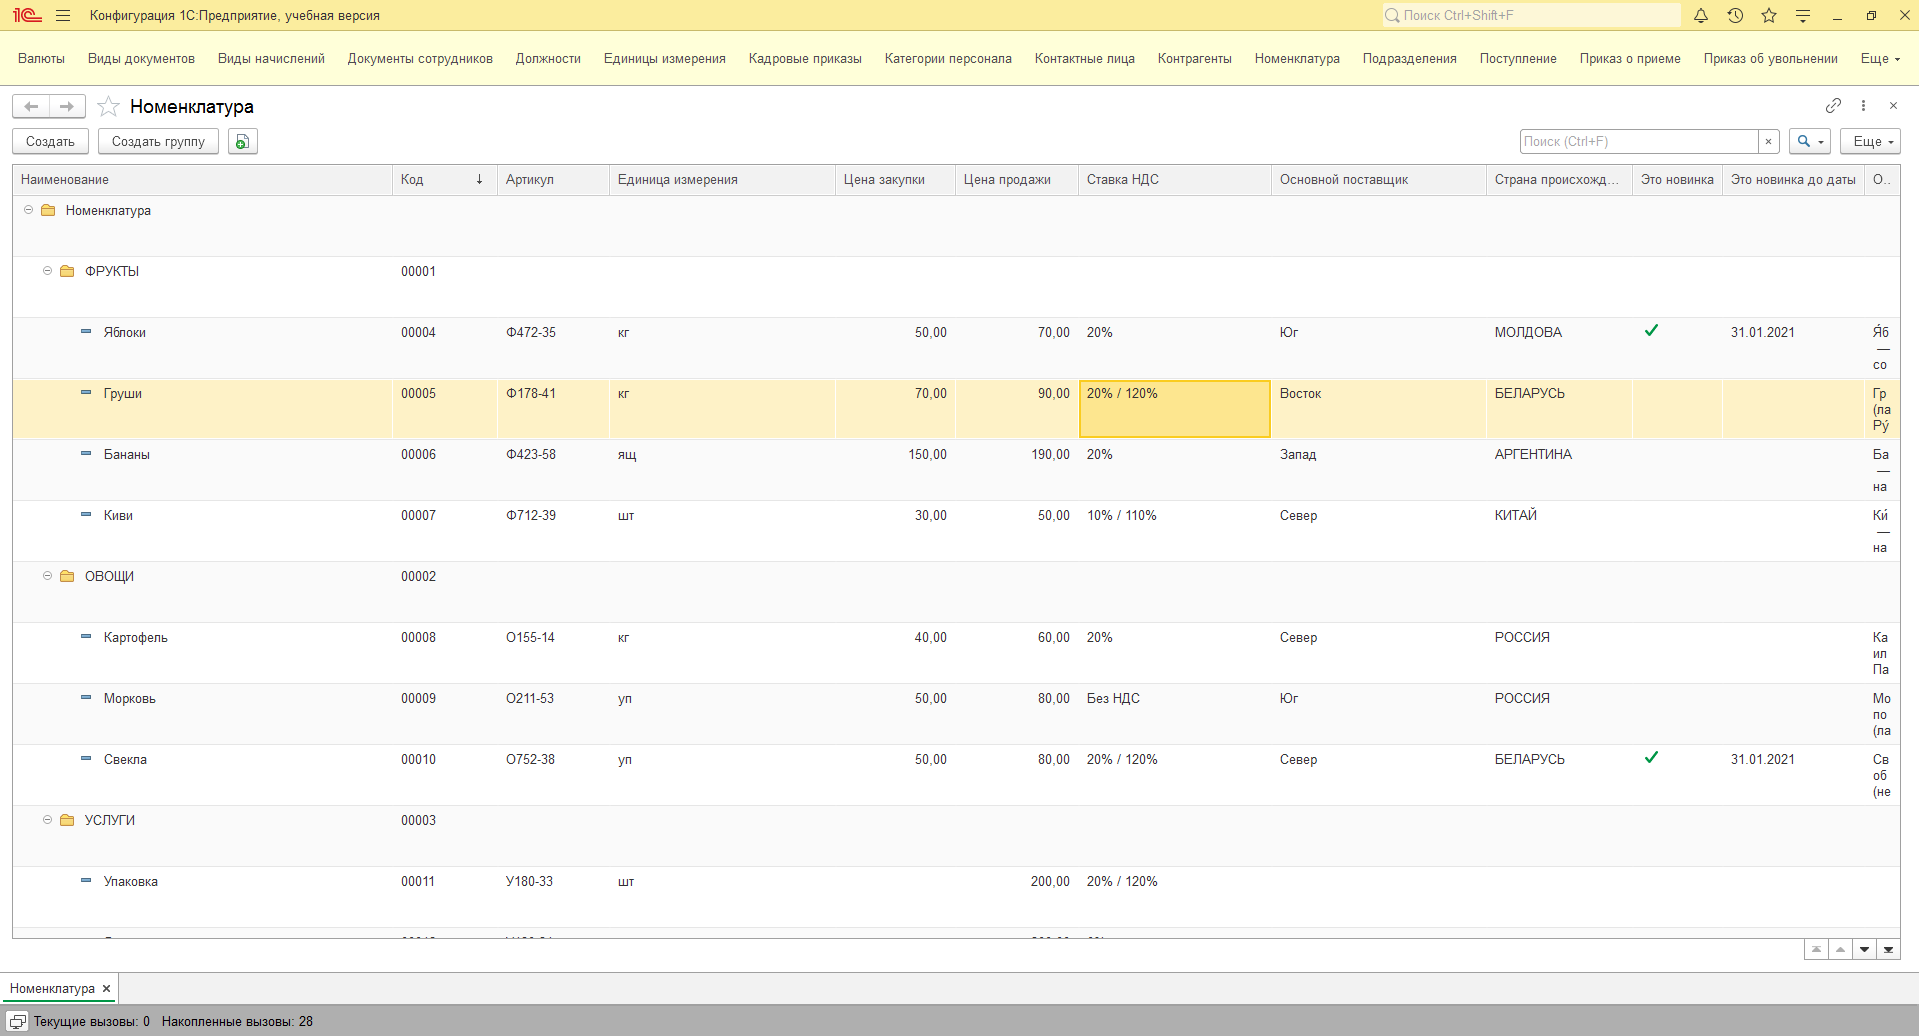 1С Конфигурация 1С:Предприятие, учебная версия Поиск Ctrl+Shift+F
Валюты Виды документов Виды начислений Документы сотрудников Должности Единицы измерения Кадровые приказы Категории персонала Контактные лица Контрагенты Номенклатура Подразделения Поступление Приказ о приеме Приказ об увольнении Еще
Номенклатура
Создать Создать группу Поиск (Ctrl+F) × Еще
Наименование Код ↓ Артикул Единица измерения Цена закупки Цена продажи Ставка НДС Основной поставщик Страна происхожд... Это новинка Это новинка до даты О...
Номенклатура
ФРУКТЫ 00001
Яблоки 00004 Ф472-35 кг 50,00 70,00 20% Юг МОЛДОВА 31.01.2021 Я́б
—
со
Груши 00005 Ф178-41 кг 70,00 90,00 20% / 120% Восток БЕЛАРУСЬ Гр
(ла
Ру́
Бананы 00006 Ф423-58 ящ 150,00 190,00 20% Запад АРГЕНТИНА Ба
—
на
Киви 00007 Ф712-39 шт 30,00 50,00 10% / 110% Север КИТАЙ Ки́
—
на
ОВОЩИ 00002
Картофель 00008 О155-14 кг 40,00 60,00 20% Север РОССИЯ Ка
ил
Па
Морковь 00009 О211-53 уп 50,00 80,00 Без НДС Юг РОССИЯ Мо
по
(ла
Свекла 00010 О752-38 уп 50,00 80,00 20% / 120% Север БЕЛАРУСЬ 31.01.2021 Св
об
(не
УСЛУГИ 00003
Упаковка 00011 У180-33 шт 200,00 20% / 120%
Номенклатура ×
Текущие вызовы: 0 Накопленные вызовы: 28